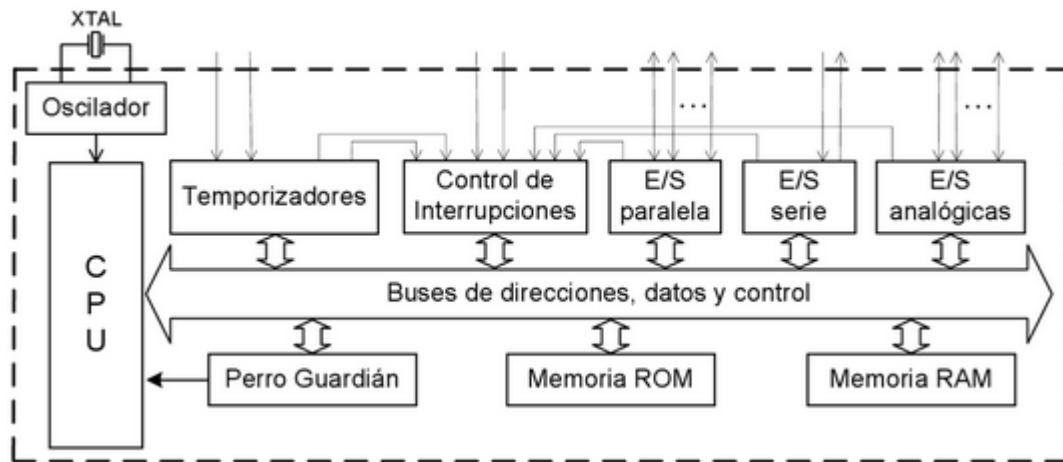 XTAL
Oscilador
Temporizadores
Control de
Interrupciones
E/S
paralela
E/S
serie
E/S
analógicas
...
...
CPU
Buses de direcciones, datos y control
Perro Guardián
Memoria ROM
Memoria RAM